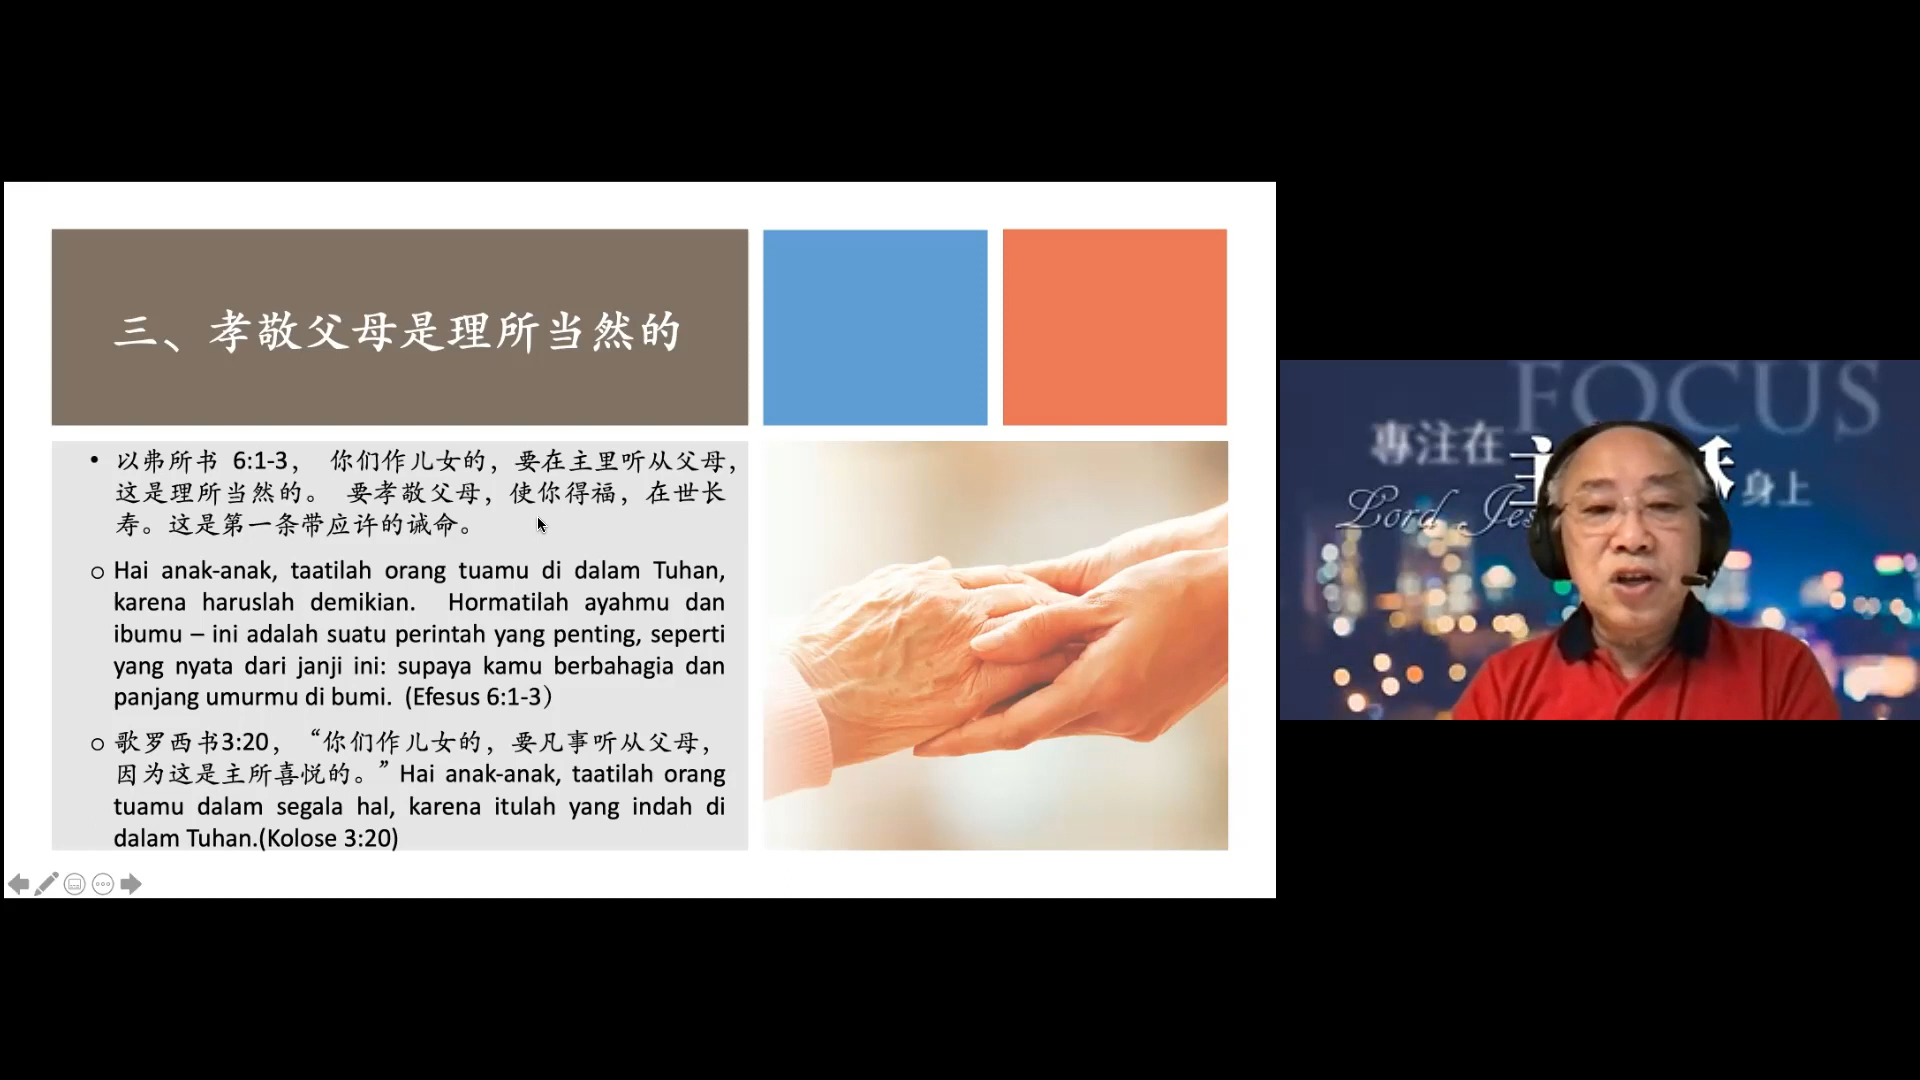 三、孝敬父母是理所当然的
• 以弗所书 6:1-3， 你们作儿女的，要在主里听从父母，
这是理所当然的。 要孝敬父母，使你得福，在世长
寿。这是第一条带应许的诫命。
o Hai anak-anak, taatilah orang tuamu di dalam Tuhan,
karena haruslah demikian. Hormatilah ayahmu dan
ibumu – ini adalah suatu perintah yang penting, seperti
yang nyata dari janji ini: supaya kamu berbahagia dan
panjang umurmu di bumi. (Efesus 6:1-3）
o 歌罗西书3:20，“你们作儿女的，要凡事听从父母，
因为这是主所喜悦的。”Hai anak-anak, taatilah orang
tuamu dalam segala hal, karena itulah yang indah di
dalam Tuhan.(Kolose 3:20)
FOCUS
專注在
主
身上
Lord Jes